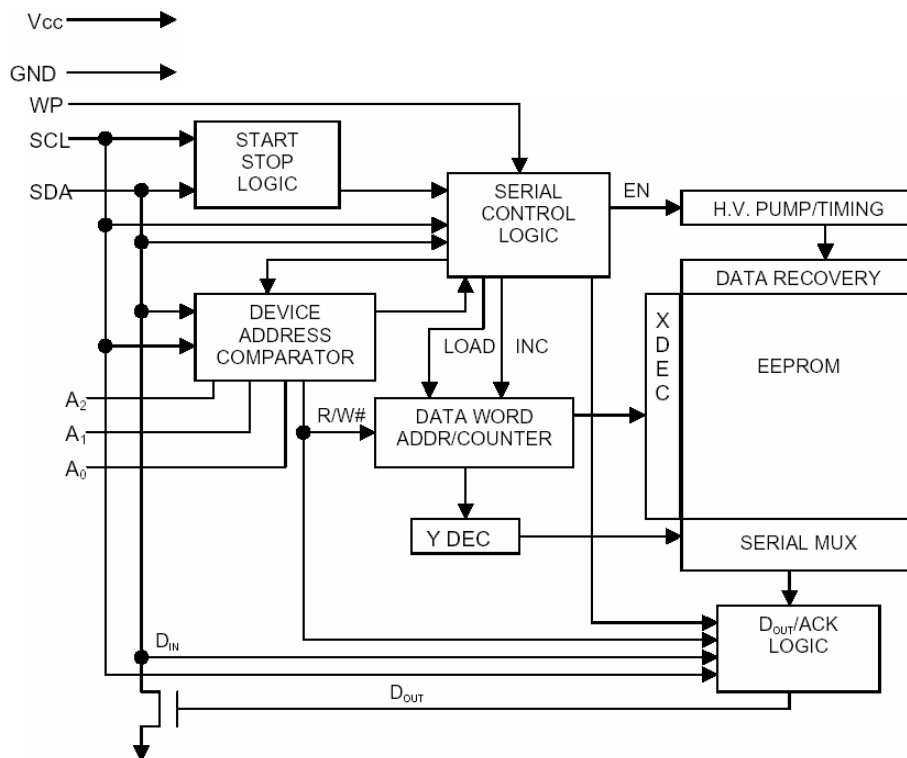 Vcc
GND
WP
SCL
SDA
START
STOP
LOGIC
SERIAL
CONTROL
LOGIC
EN
H.V. PUMP/TIMING
DATA RECOVERY
DEVICE
ADDRESS
COMPARATOR
LOAD
INC
X
DEC
EEPROM
A2
A1
A0
R/W#
DATA WORD
ADDR/COUNTER
Y DEC
SERIAL MUX
DOUT/ACK
LOGIC
DIN
DOUT